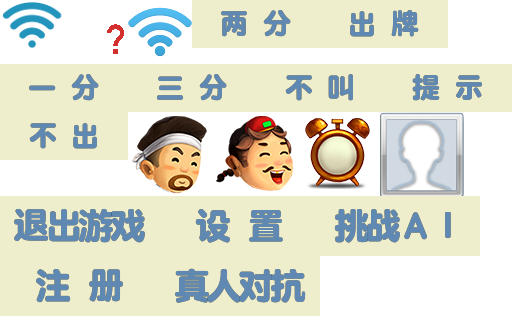 ?
两分 出牌
一分 三分 不叫 提示
不出
退出游戏 设置 挑战AI
注册 真人对抗